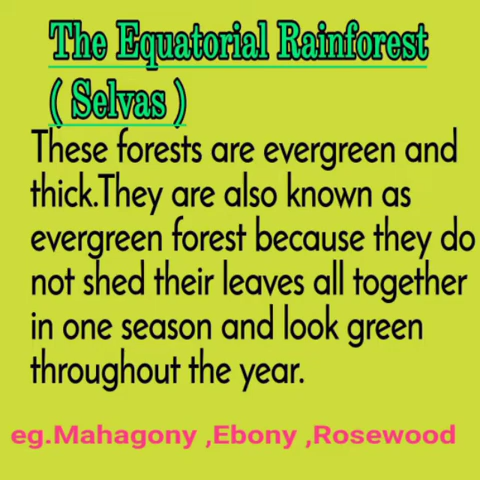 The Equatorial Rainforest
( Selvas )
These forests are evergreen and
thick.They are also known as
evergreen forest because they do
not shed their leaves all together
in one season and look green
throughout the year.
eg.Mahagony ,Ebony ,Rosewood